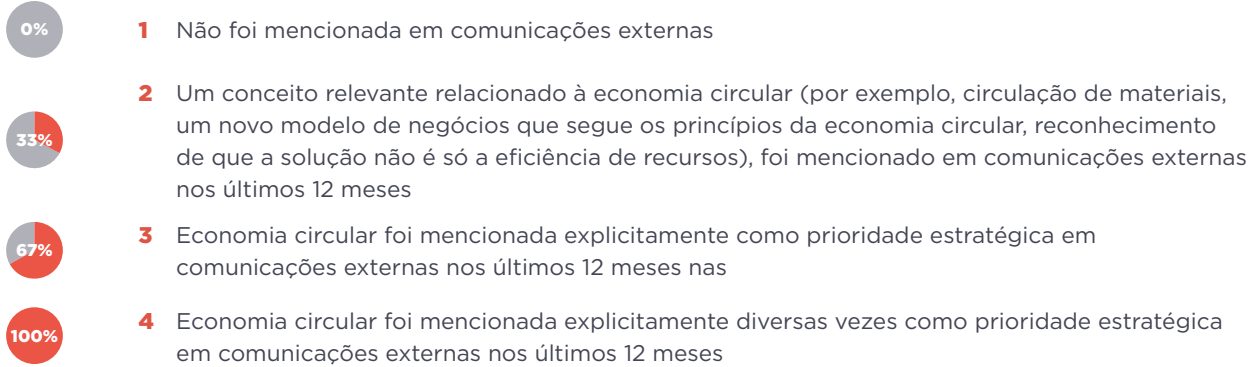 0%
1 Não foi mencionada em comunicações externas
2 Um conceito relevante relacionado à economia circular (por exemplo, circulação de materiais,
um novo modelo de negócios que segue os princípios da economia circular, reconhecimento
33%
de que a solução não é só a eficiência de recursos), foi mencionado em comunicações externas
nos últimos 12 meses
67%
3 Economia circular foi mencionada explicitamente como prioridade estratégica em
comunicações externas nos últimos 12 meses nas
100%
4 Economia circular foi mencionada explicitamente diversas vezes como prioridade estratégica
em comunicações externas nos últimos 12 meses